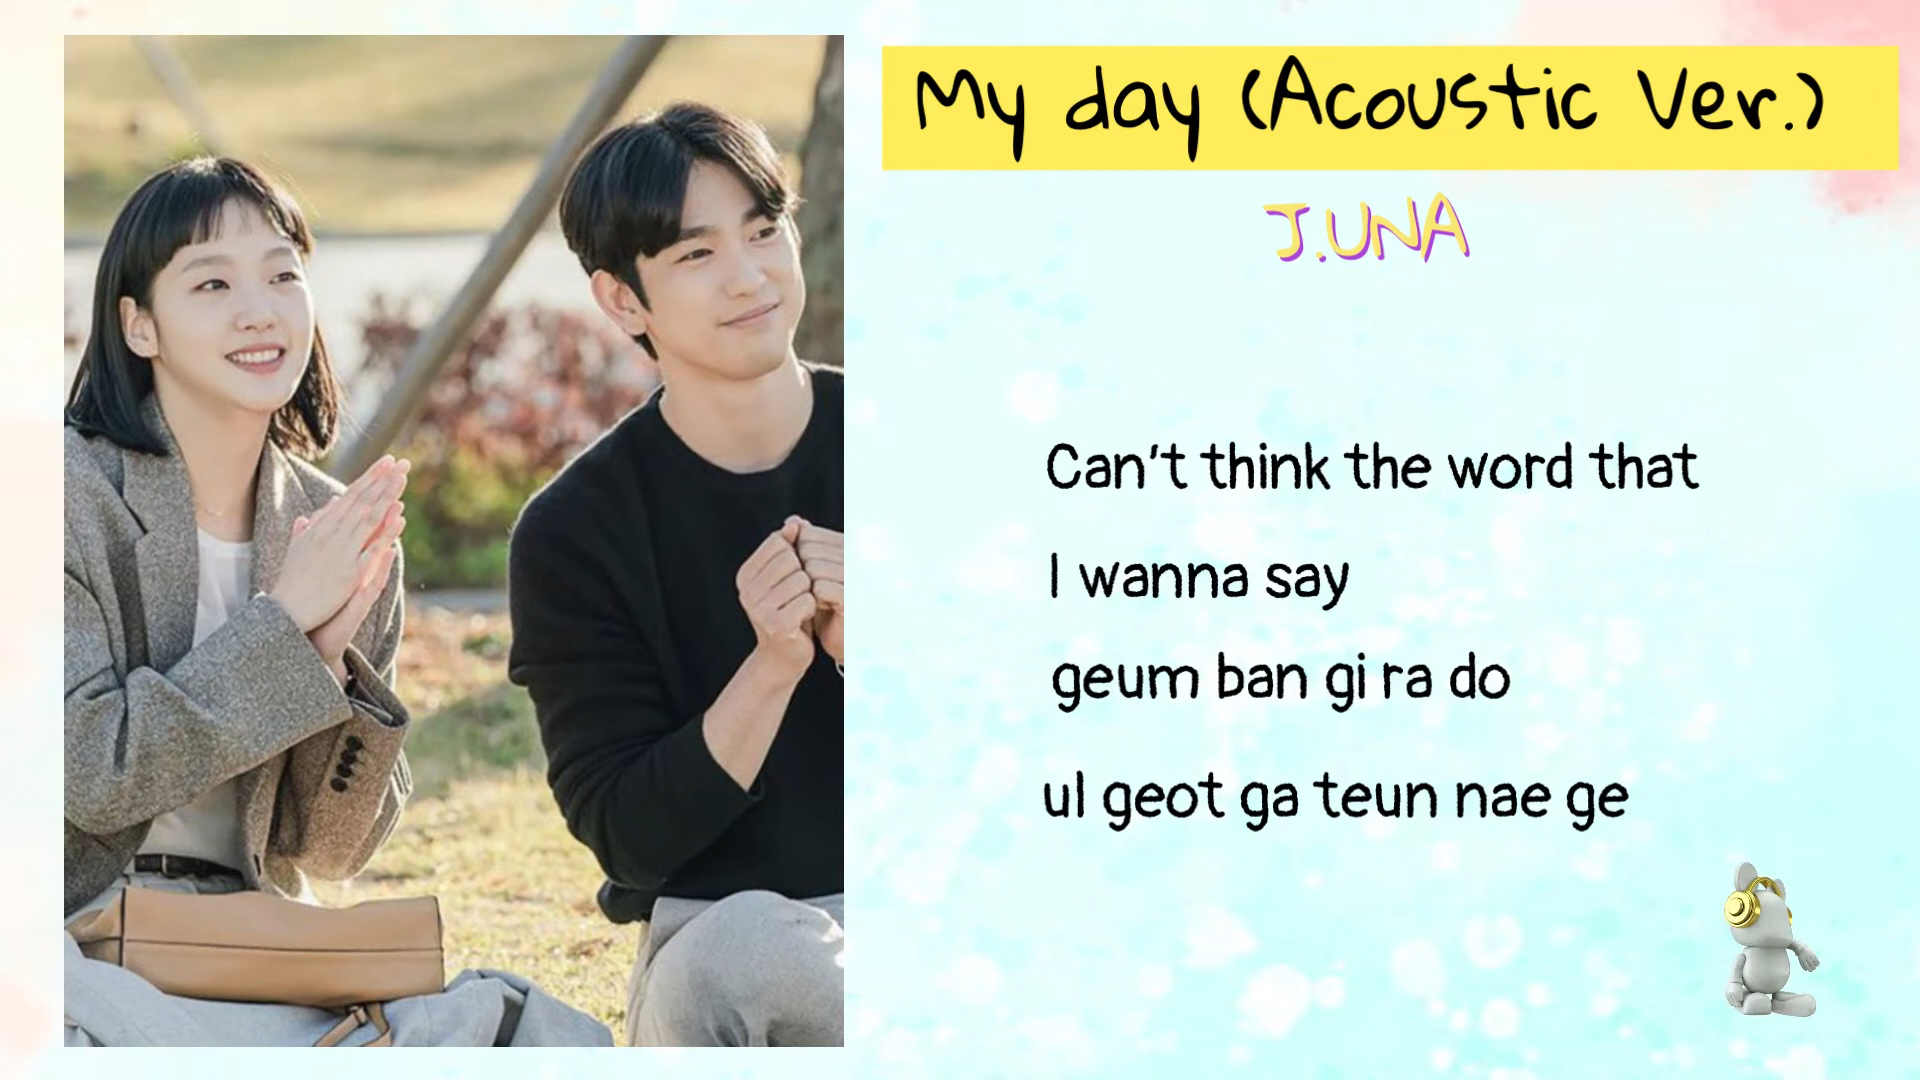 My day (Acoustic Ver.)
J.UNA
Can't think the word that
I wanna say
geum ban gi ra do
ul geot ga teun nae ge